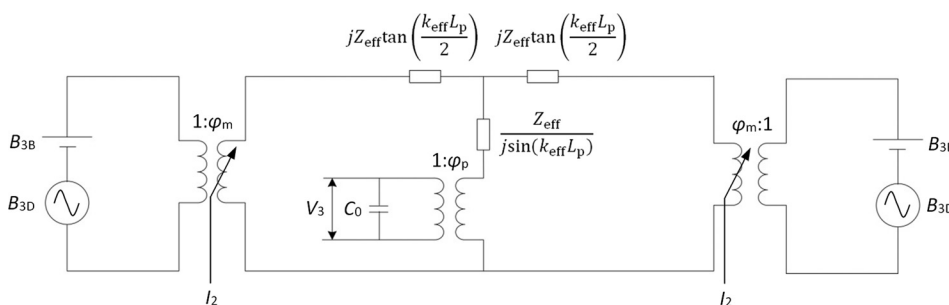 jZ_eff tan(k_eff L_p / 2)
jZ_eff tan(k_eff L_p / 2)
1:φ_m
φ_m:1
B_3B
Z_eff / j sin(k_eff L_p)
B_3
1:φ_p
V_3
C_0
B_3D
B_3D
I_2
I_2